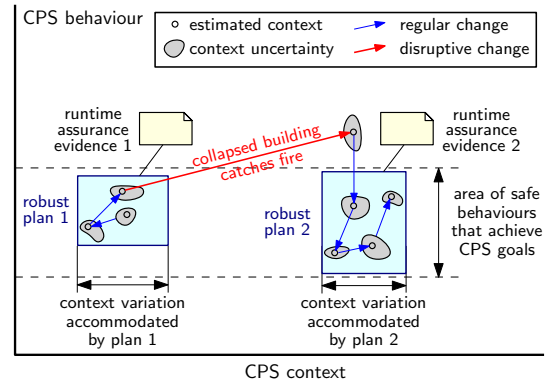 CPS behaviour
estimated context
regular change
context uncertainty
disruptive change
runtime
assurance
evidence 1
collapsed building
catches fire
runtime
assurance
evidence 2
robust
plan 1
robust
plan 2
area of safe
behaviours
that achieve
CPS goals
context variation
accommodated
by plan 1
context variation
accommodated
by plan 2
CPS context